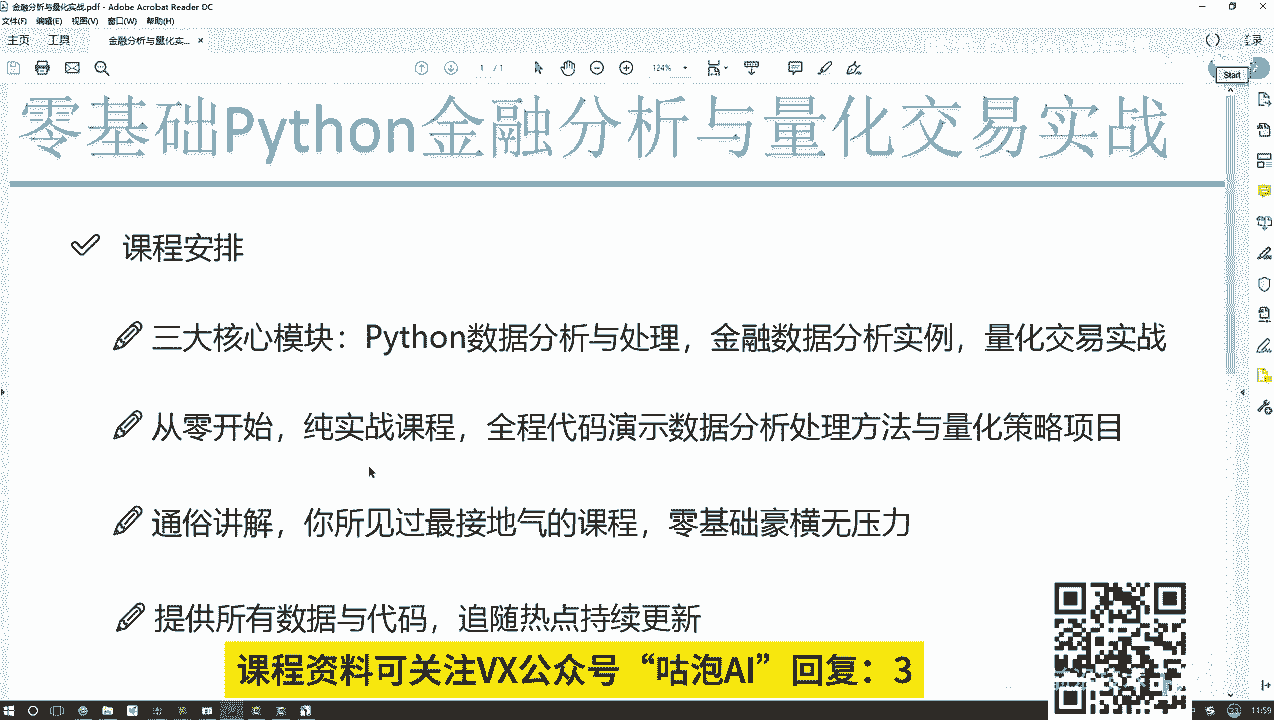 金融分析与量化实战.pdf - Adobe Acrobat Reader DC
文件(F) 编辑(E) 视图(V) 窗口(W) 帮助(H)
主页 工具 金融分析与量化实... × 录
1 / 1 124%
Start
零基础Python金融分析与量化交易实战
课程安排
三大核心模块：Python数据分析与处理，金融数据分析实例，量化交易实战
从零开始，纯实战课程，全程代码演示数据分析处理方法与量化策略项目
通俗讲解，你所见过最接地气的课程，零基础豪横无压力
提供所有数据与代码，追随热点持续更新
课程资料可关注VX公众号“咕泡AI”回复：3
23 11:59